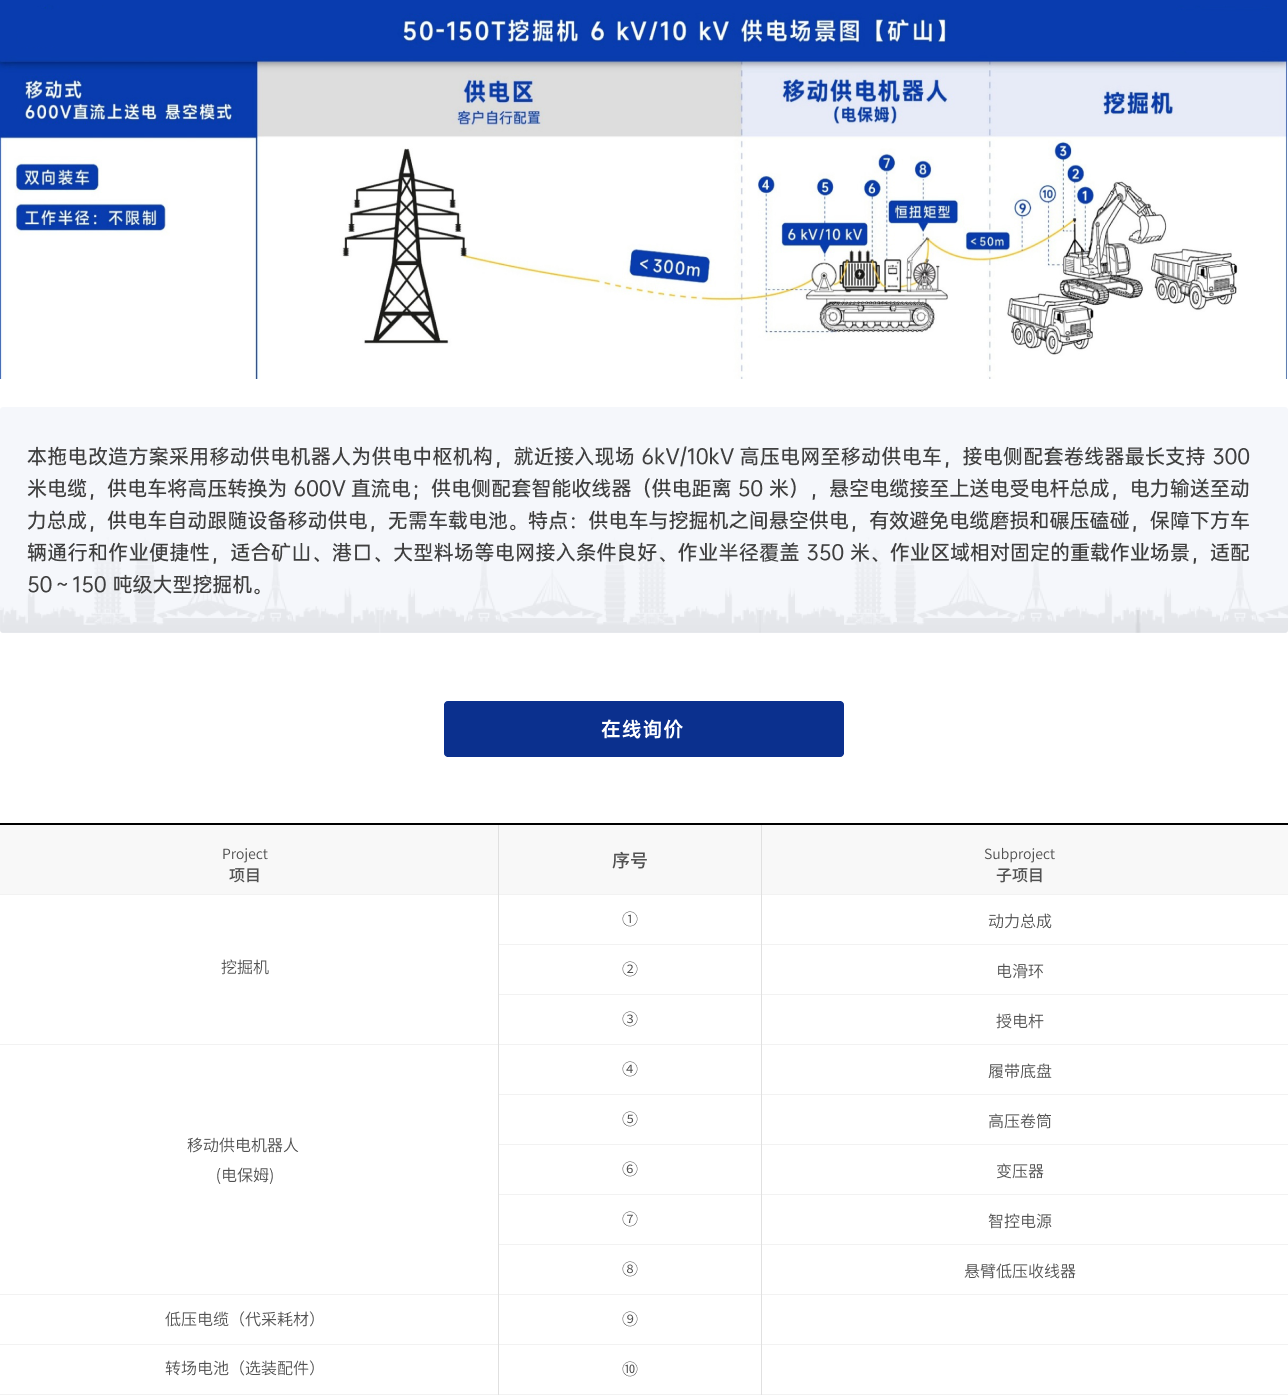 50-150T挖掘机 6 kV/10 kV 供电场景图【矿山】
移动式
600V直流上送电 悬空模式
供电区
客户自行配置
移动供电机器人
(电保姆)
挖掘机
双向装车
工作半径：不限制
<300m
④
⑤
⑥
⑦
⑧
6 kV/10 kV
恒扭矩型
<50m
⑨
⑩
③
②
①
本拖电改造方案采用移动供电机器人为供电中枢机构，就近接入现场 6kV/10kV 高压电网至移动供电车，接电侧配套卷线器最长支持 300
米电缆，供电车将高压转换为 600V 直流电；供电侧配套智能收线器（供电距离 50 米），悬空电缆接至上送电受电杆总成，电力输送至动
力总成，供电车自动跟随设备移动供电，无需车载电池。特点：供电车与挖掘机之间悬空供电，有效避免电缆磨损和碾压磕碰，保障下方车
辆通行和作业便捷性，适合矿山、港口、大型料场等电网接入条件良好、作业半径覆盖 350 米、作业区域相对固定的重载作业场景，适配
50~150 吨级大型挖掘机。
在线询价
Project
项目
序号
Subproject
子项目
挖掘机
①
动力总成
②
电滑环
③
授电杆
移动供电机器人
(电保姆)
④
履带底盘
⑤
高压卷筒
⑥
变压器
⑦
智控电源
⑧
悬臂低压收线器
低压电缆（代采耗材）
⑨
转场电池（选装配件）
⑩